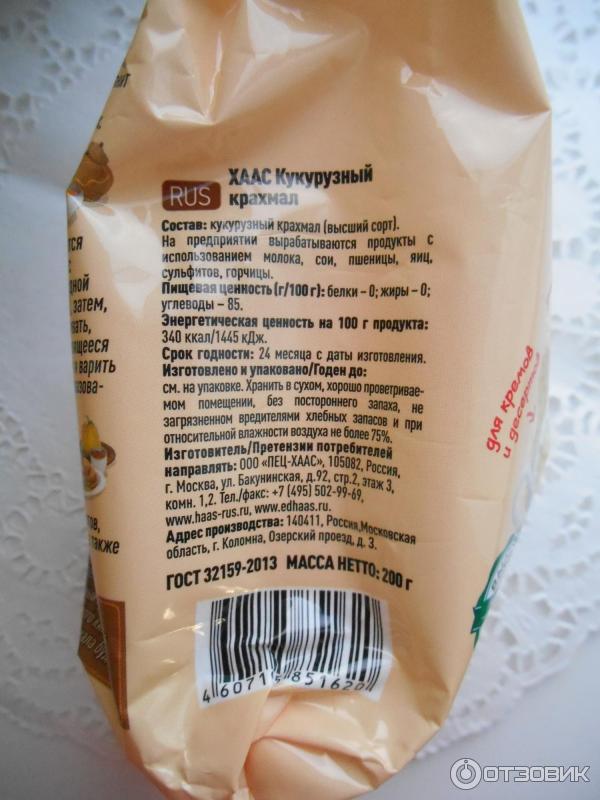 RUS
ХААС Кукурузный
крахмал
Состав: кукурузный крахмал (высший сорт).
На предприятии вырабатываются продукты с
использованием молока, сои, пшеницы, яиц,
сульфитов, горчицы.
Пищевая ценность (г/100 г): белки – 0; жиры – 0;
углеводы – 85.
Энергетическая ценность на 100 г продукта:
340 ккал/1445 кДж.
Срок годности: 24 месяца с даты изготовления.
Изготовлено и упаковано/Годен до:
см. на упаковке. Хранить в сухом, хорошо проветривае-
мом помещении, без постороннего запаха, не
загрязненном вредителями хлебных запасов и при
относительной влажности воздуха не более 75%.
Изготовитель/Претензии потребителей
направлять: ООО «ПЕЦ-ХААС», 105082, Россия,
г. Москва, ул. Бакунинская, д.92, стр.2, этаж 3,
комн. 1,2. Тел./факс: +7 (495) 502-99-69,
www.haas-rus.ru, www.edhaas.ru
Адрес производства: 140411, Россия,Московская
область, г. Коломна, Озерский проезд, д. 3.
ГОСТ 32159-2013 МАССА НЕТТО: 200 г
затем,
варить
также
для кремов
и десертов
ОТЗОВИК